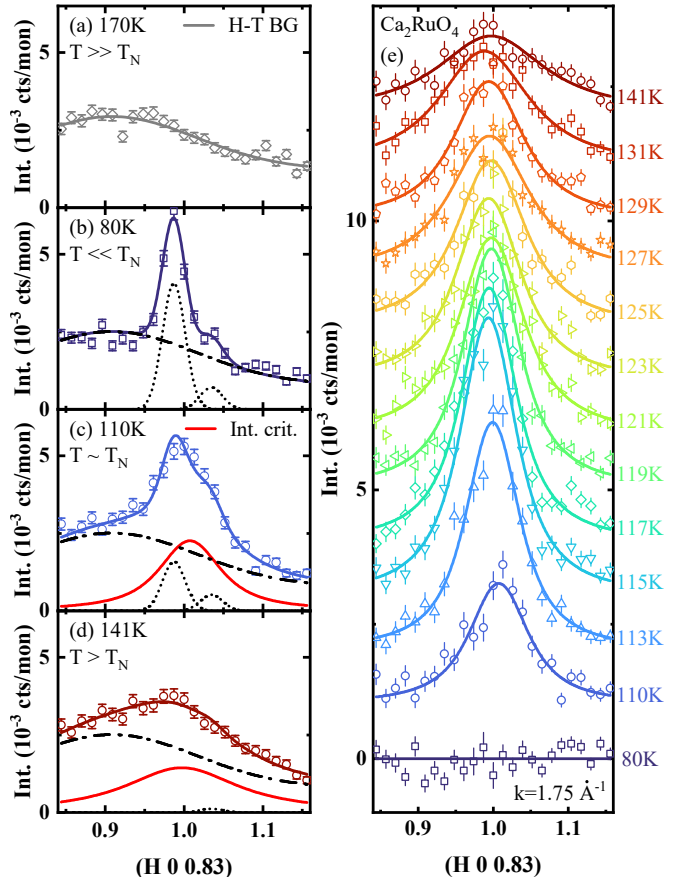 (a) 170K
H-T BG
T >> T_N
Int. (10⁻³ cts/mon)
5
0
(b) 80K
T << T_N
Int. (10⁻³ cts/mon)
5
0
(c) 110K
Int. crit.
T ~ T_N
Int. (10⁻³ cts/mon)
5
0
(d) 141K
T > T_N
Int. (10⁻³ cts/mon)
5
0
0.9 1.0 1.1
(H 0 0.83)
Ca₂RuO₄
(e)
Int. (10⁻³ cts/mon)
10
5
0
141K
131K
129K
127K
125K
123K
121K
119K
117K
115K
113K
110K
80K
k=1.75 Å⁻¹
0.9 1.0 1.1
(H 0 0.83)